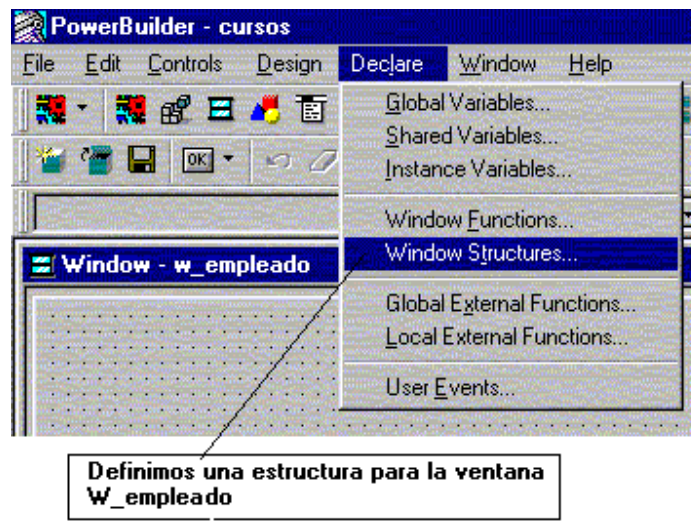 PowerBuilder - cursos
File Edit Controls Design Declare Window Help
Global Variables...
Shared Variables...
Instance Variables...
OK
Window Functions...
Window Structures...
Window - w_empleado
Global External Functions...
Local External Functions...
User Events...
Definimos una estructura para la ventana
W_empleado